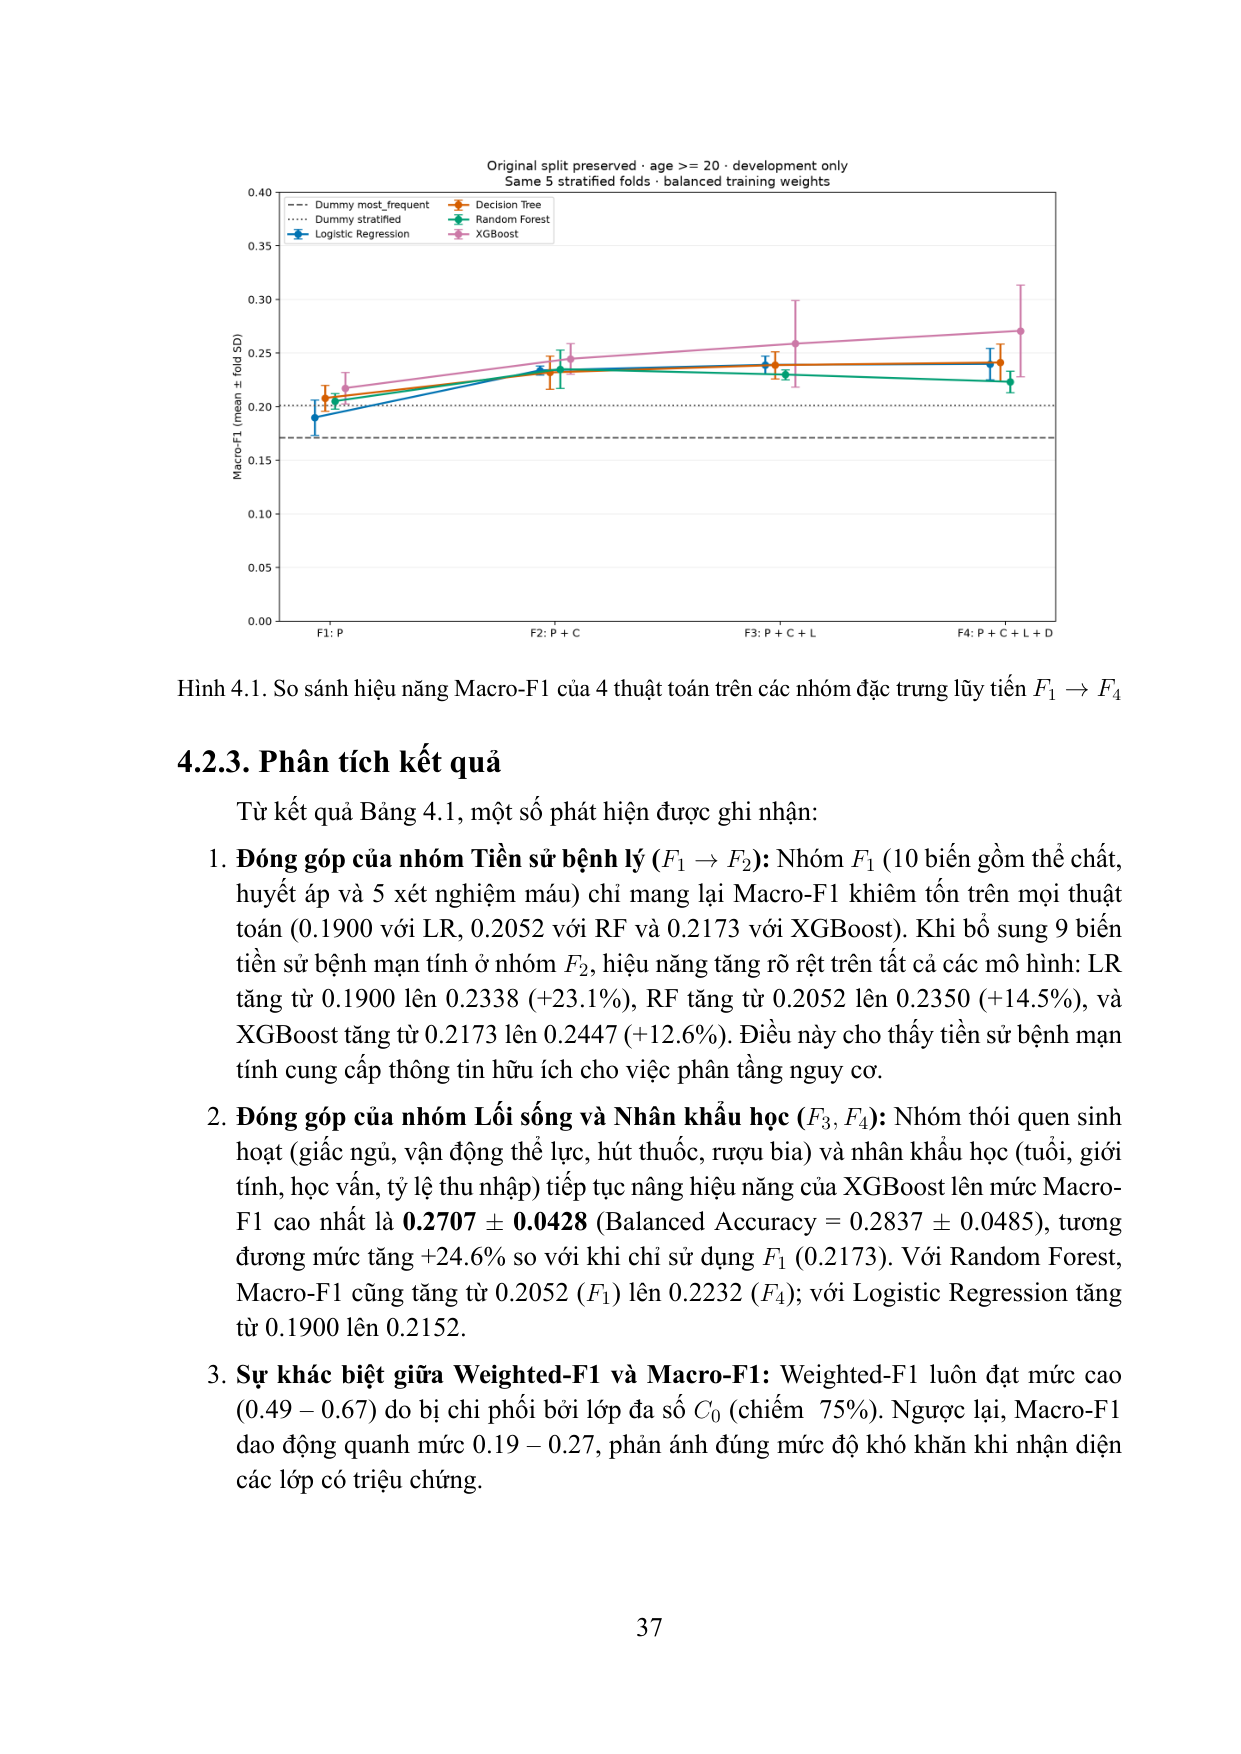 Original split preserved · age >= 20 · development only
Same 5 stratified folds · balanced training weights
Macro-F1 (mean ± fold SD)
0.40
0.35
0.30
0.25
0.20
0.15
0.10
0.05
0.00
Dummy most_frequent
Dummy stratified
Logistic Regression
Decision Tree
Random Forest
XGBoost
F1: P
F2: P + C
F3: P + C + L
F4: P + C + L + D
Hình 4.1. So sánh hiệu năng Macro-F1 của 4 thuật toán trên các nhóm đặc trưng lũy tiến F₁ → F₄
4.2.3. Phân tích kết quả
Từ kết quả Bảng 4.1, một số phát hiện được ghi nhận:
1. Đóng góp của nhóm Tiền sử bệnh lý (F₁ → F₂): Nhóm F₁ (10 biến gồm thể chất,
huyết áp và 5 xét nghiệm máu) chỉ mang lại Macro-F1 khiêm tốn trên mọi thuật
toán (0.1900 với LR, 0.2052 với RF và 0.2173 với XGBoost). Khi bổ sung 9 biến
tiền sử bệnh mạn tính ở nhóm F₂, hiệu năng tăng rõ rệt trên tất cả các mô hình: LR
tăng từ 0.1900 lên 0.2338 (+23.1%), RF tăng từ 0.2052 lên 0.2350 (+14.5%), và
XGBoost tăng từ 0.2173 lên 0.2447 (+12.6%). Điều này cho thấy tiền sử bệnh mạn
tính cung cấp thông tin hữu ích cho việc phân tầng nguy cơ.
2. Đóng góp của nhóm Lối sống và Nhân khẩu học (F₃, F₄): Nhóm thói quen sinh
hoạt (giấc ngủ, vận động thể lực, hút thuốc, rượu bia) và nhân khẩu học (tuổi, giới
tính, học vấn, tỷ lệ thu nhập) tiếp tục nâng hiệu năng của XGBoost lên mức Macro-
F1 cao nhất là 0.2707 ± 0.0428 (Balanced Accuracy = 0.2837 ± 0.0485), tương
đương mức tăng +24.6% so với khi chỉ sử dụng F₁ (0.2173). Với Random Forest,
Macro-F1 cũng tăng từ 0.2052 (F₁) lên 0.2232 (F₄); với Logistic Regression tăng
từ 0.1900 lên 0.2152.
3. Sự khác biệt giữa Weighted-F1 và Macro-F1: Weighted-F1 luôn đạt mức cao
(0.49 – 0.67) do bị chi phối bởi lớp đa số C₀ (chiếm 75%). Ngược lại, Macro-F1
dao động quanh mức 0.19 – 0.27, phản ánh đúng mức độ khó khăn khi nhận diện
các lớp có triệu chứng.
37